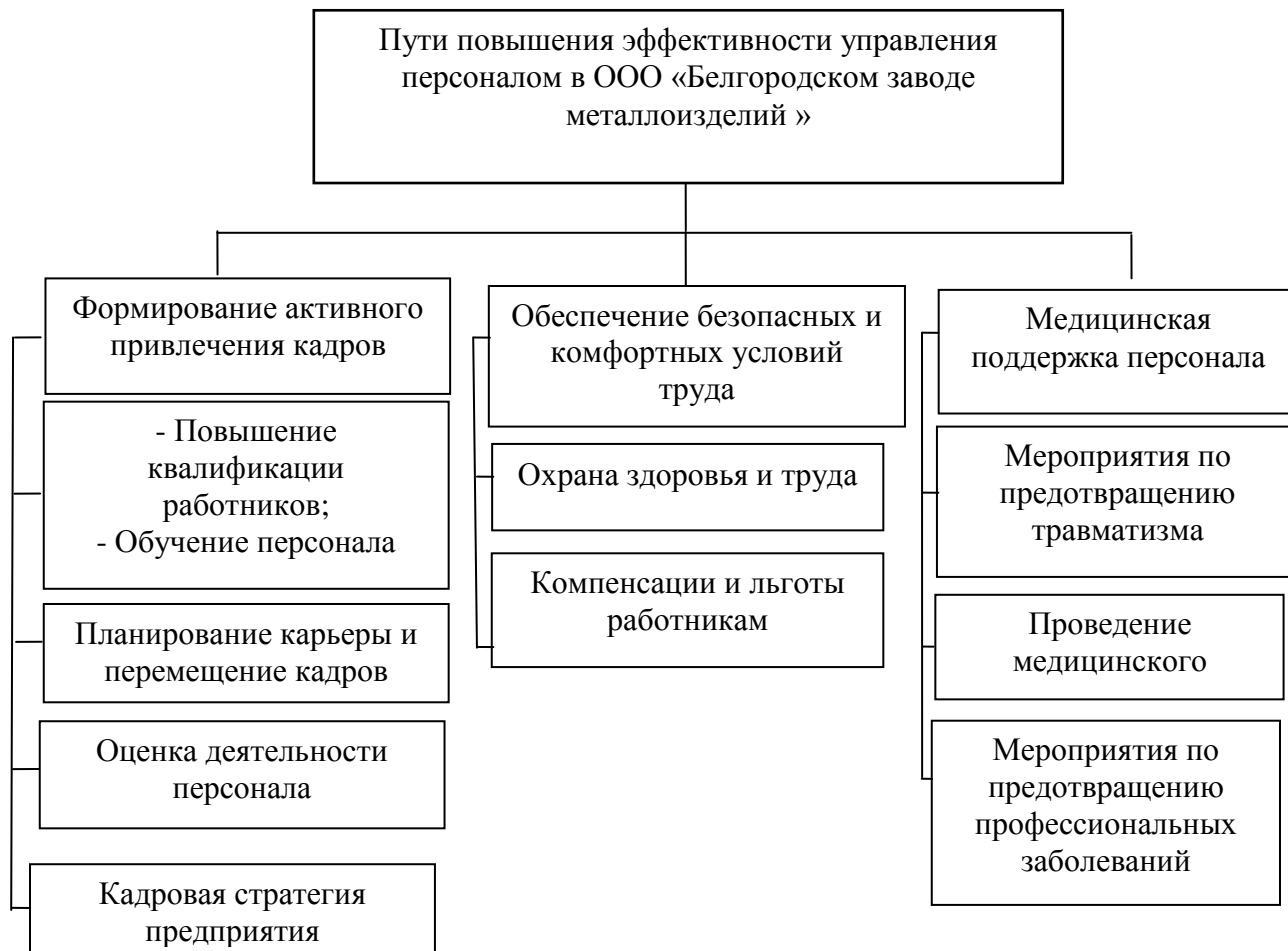 Пути повышения эффективности управления
персоналом в ООО «Белгородском заводе
металлоизделий »
Формирование активного
привлечения кадров
- Повышение
квалификации
работников;
- Обучение персонала
Планирование карьеры и
перемещение кадров
Оценка деятельности
персонала
Кадровая стратегия
предприятия
Обеспечение безопасных и
комфортных условий
труда
Охрана здоровья и труда
Компенсации и льготы
работникам
Медицинская
поддержка персонала
Мероприятия по
предотвращению
травматизма
Проведение
медицинского
Мероприятия по
предотвращению
профессиональных
заболеваний